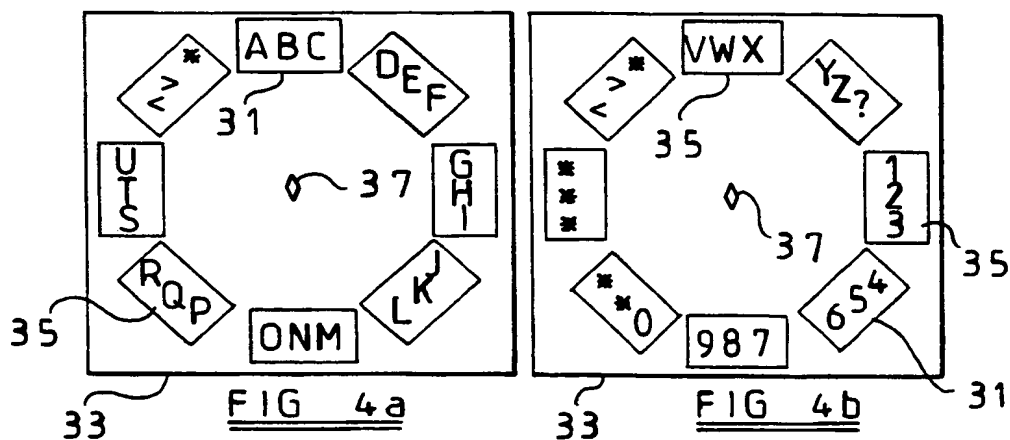 ABC
DEF
GHI
JKL
ONM
RQP
UTS
< > *
31
37
35
33
FIG 4a
VWX
YZ?
123
654
987
**0
***
< > *
35
37
35
31
33
FIG 4b